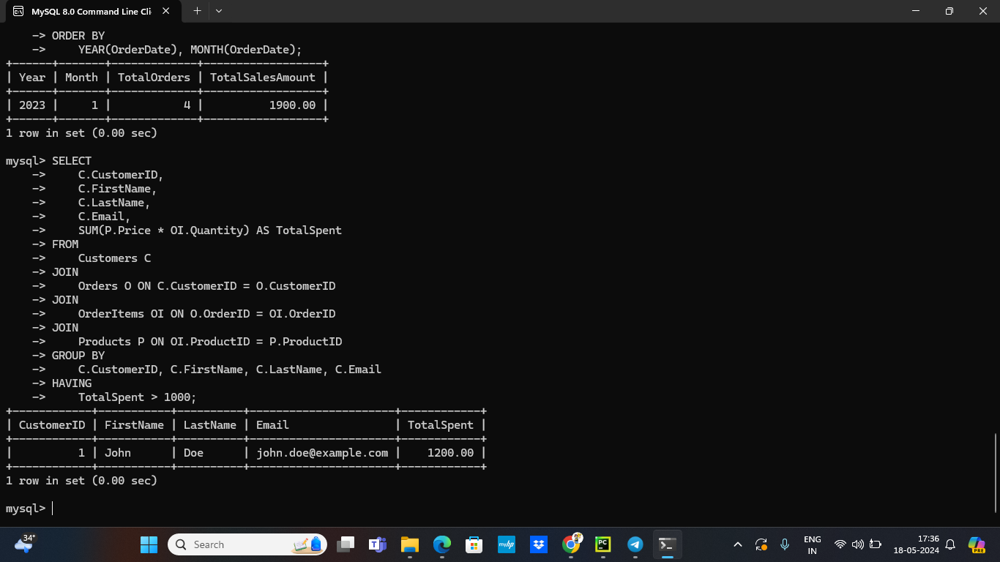 MySQL 8.0 Command Line Cli
-> ORDER BY
->     YEAR(OrderDate), MONTH(OrderDate);
+------+-------+-------------+------------------+
| Year | Month | TotalOrders | TotalSalesAmount |
+------+-------+-------------+------------------+
| 2023 |     1 |           4 |          1900.00 |
+------+-------+-------------+------------------+
1 row in set (0.00 sec)
mysql> SELECT
->     C.CustomerID,
->     C.FirstName,
->     C.LastName,
->     C.Email,
->     SUM(P.Price * OI.Quantity) AS TotalSpent
-> FROM
->     Customers C
-> JOIN
->     Orders O ON C.CustomerID = O.CustomerID
-> JOIN
->     OrderItems OI ON O.OrderID = OI.OrderID
-> JOIN
->     Products P ON OI.ProductID = P.ProductID
-> GROUP BY
->     C.CustomerID, C.FirstName, C.LastName, C.Email
-> HAVING
->     TotalSpent > 1000;
+------------+-----------+----------+----------------------+------------+
| CustomerID | FirstName | LastName | Email                | TotalSpent |
+------------+-----------+----------+----------------------+------------+
|          1 | John      | Doe      | john.doe@example.com |    1200.00 |
+------------+-----------+----------+----------------------+------------+
1 row in set (0.00 sec)
mysql>
34°
Search
myhp
PC
ENG
IN
17:36
18-05-2024
PRE